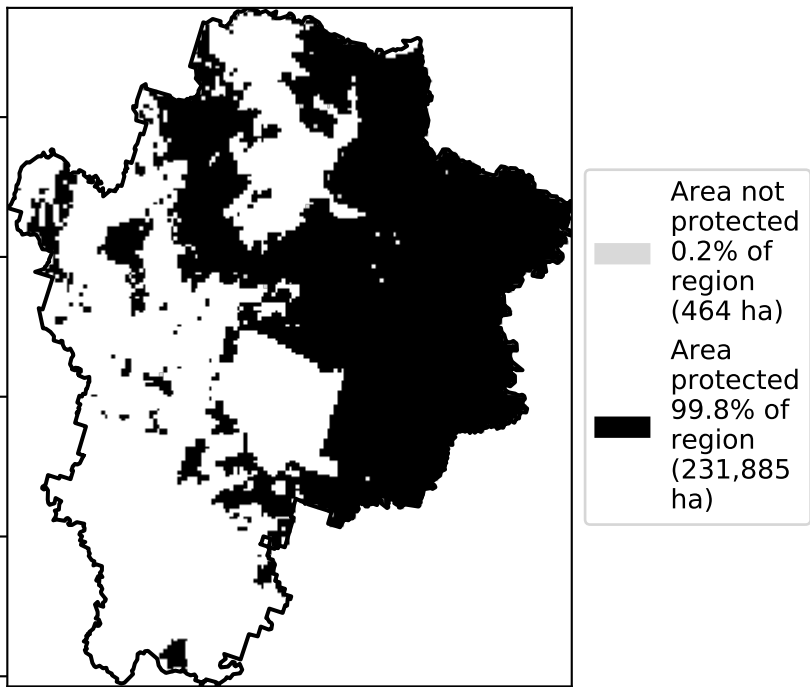 Area not
protected
0.2% of
region
(464 ha)
Area
protected
99.8% of
region
(231,885
ha)